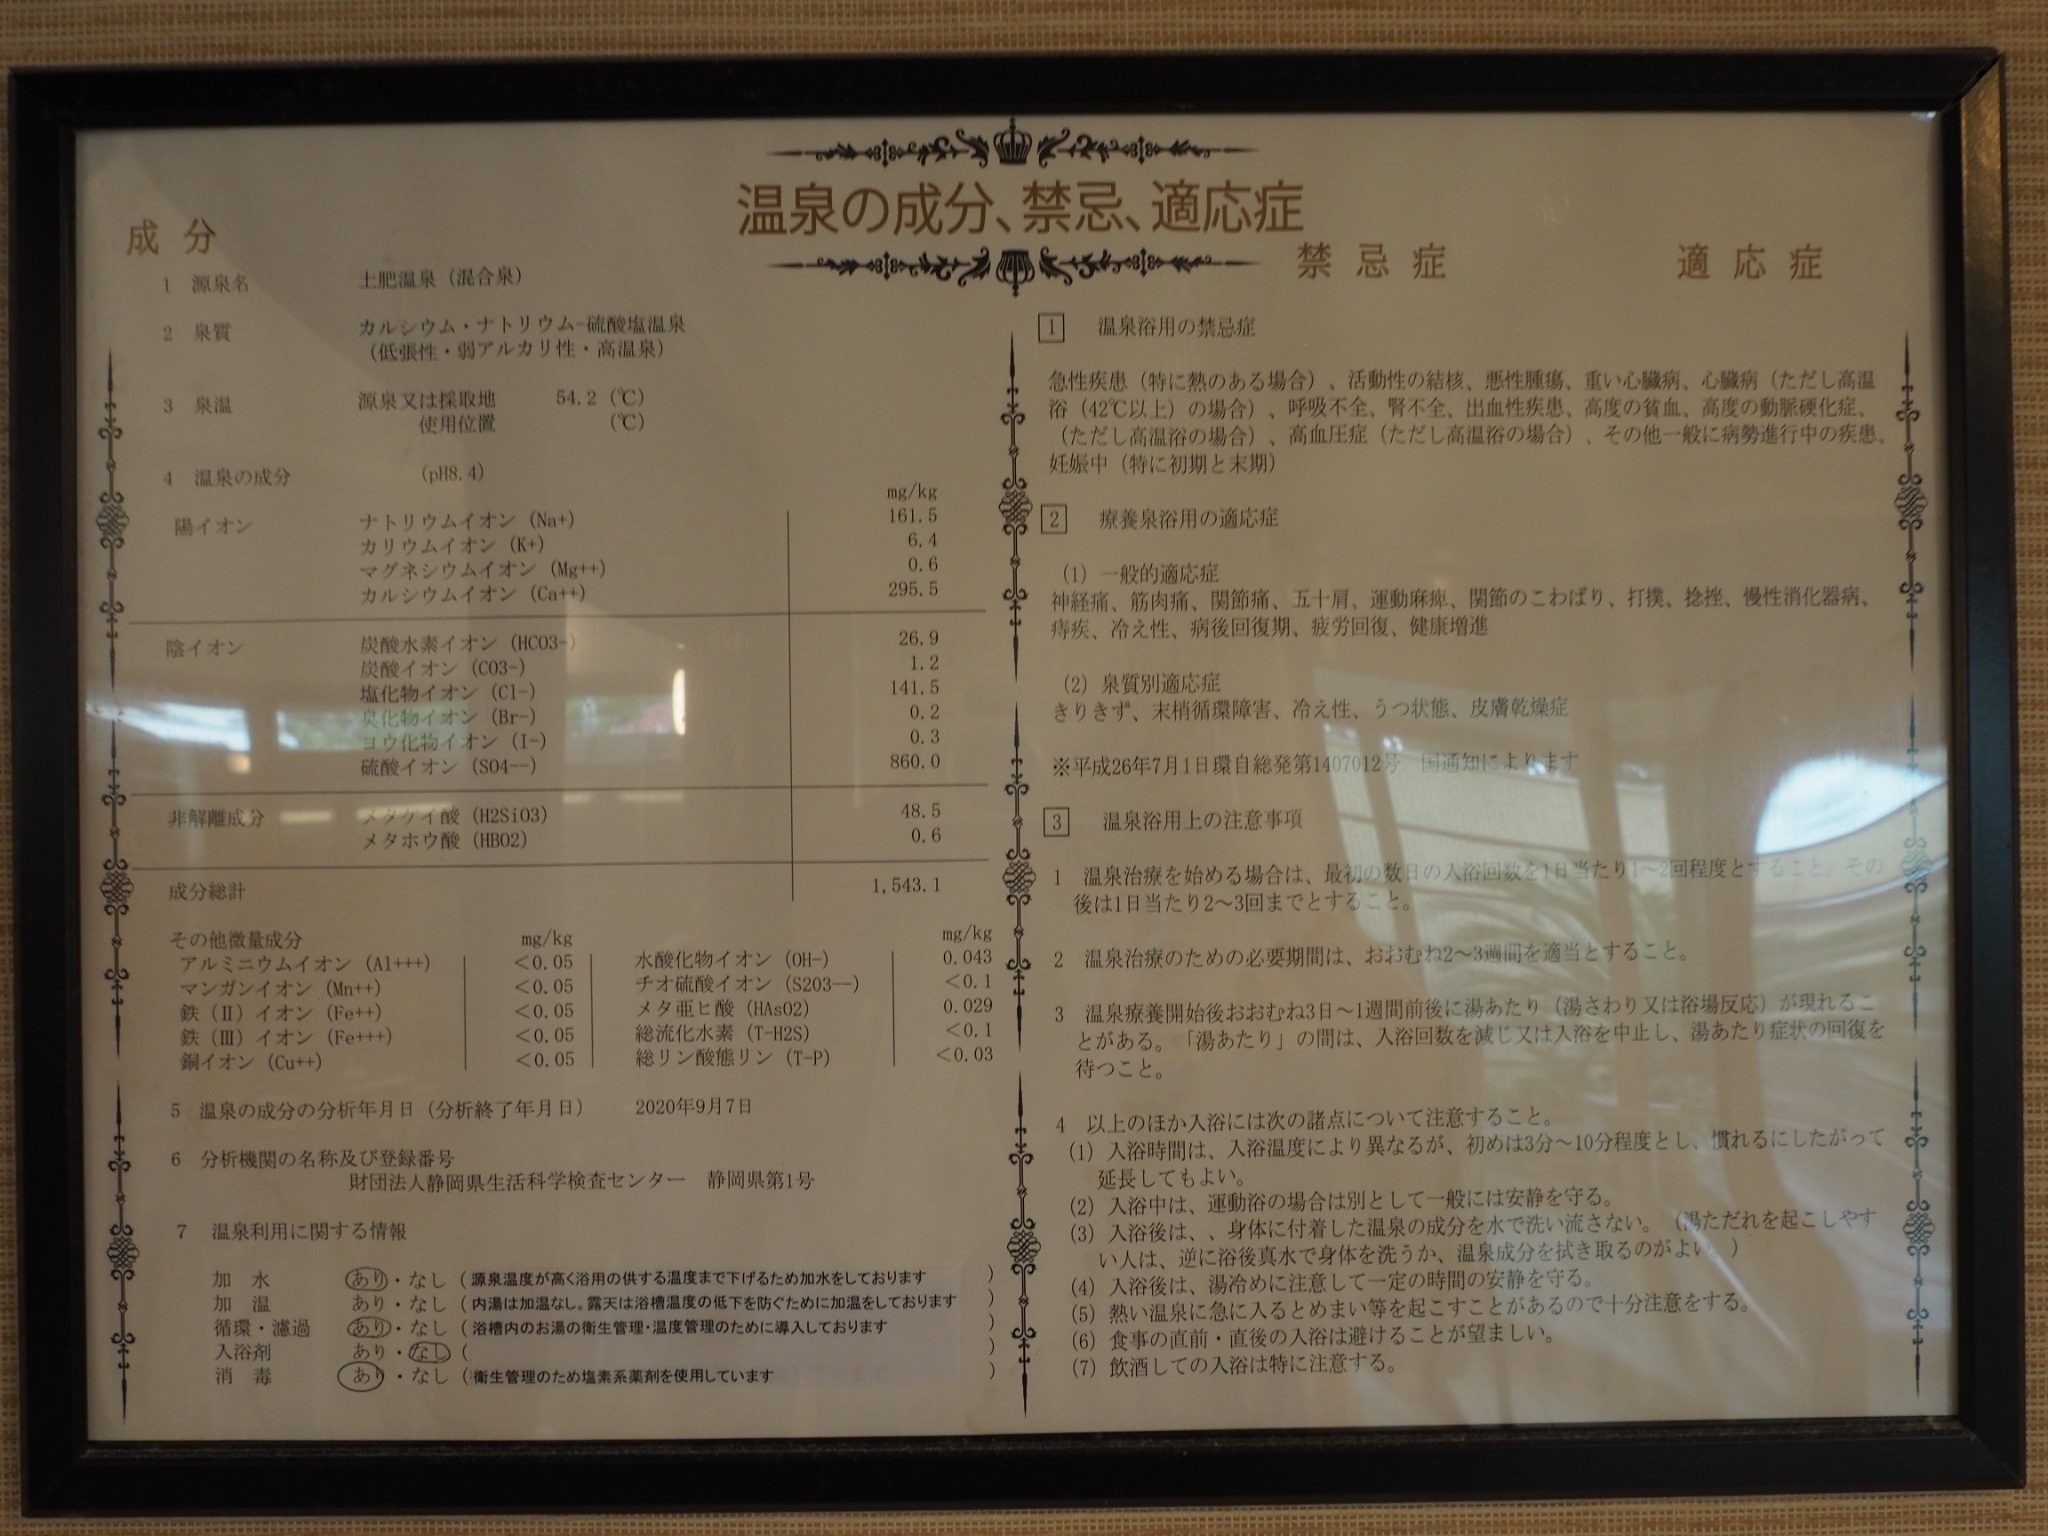 温泉の成分、禁忌、適応症
成分
1 源泉名 土肥温泉（混合泉）
2 泉質 カルシウム・ナトリウム-硫酸塩温泉
（低張性・弱アルカリ性・高温泉）
3 泉温 源泉又は採取地 54.2（℃）
使用位置 （℃）
4 温泉の成分 （pH8.4）
mg/kg
陽イオン ナトリウムイオン（Na+） 161.5
カリウムイオン（K+） 6.4
マグネシウムイオン（Mg++） 0.6
カルシウムイオン（Ca++） 295.5
陰イオン 炭酸水素イオン（HCO3-） 26.9
炭酸イオン（CO3-） 1.2
塩化物イオン（Cl-） 141.5
臭化物イオン（Br-） 0.2
ヨウ化物イオン（I-） 0.3
硫酸イオン（SO4--） 860.0
非解離成分 メタケイ酸（H2SiO3） 48.5
メタホウ酸（HBO2） 0.6
成分総計 1,543.1
その他微量成分 mg/kg mg/kg
アルミニウムイオン（Al+++） ＜0.05 水酸化物イオン（OH-） 0.043
マンガンイオン（Mn++） ＜0.05 チオ硫酸イオン（S2O3--） ＜0.1
鉄（Ⅱ）イオン（Fe++） ＜0.05 メタ亜ヒ酸（HAsO2） 0.029
鉄（Ⅲ）イオン（Fe+++） ＜0.05 総流化水素（T-H2S） ＜0.1
銅イオン（Cu++） ＜0.05 総リン酸態リン（T-P） ＜0.03
5 温泉の成分の分析年月日（分析終了年月日） 2020年9月7日
6 分析機関の名称及び登録番号
財団法人静岡県生活科学検査センター 静岡県第1号
7 温泉利用に関する情報
加 水 あり・なし（源泉温度が高く浴用の供する温度まで下げるため加水をしております ）
加 温 あり・なし（内湯は加温なし。露天は浴槽温度の低下を防ぐために加温をしております ）
循環・濾過 あり・なし（浴槽内のお湯の衛生管理・温度管理のために導入しております ）
入浴剤 あり・なし（ ）
消 毒 あり・なし（衛生管理のため塩素系薬剤を使用しています ）
禁忌症 適応症
1 温泉浴用の禁忌症
急性疾患（特に熱のある場合）、活動性の結核、悪性腫瘍、重い心臓病、心臓病（ただし高温
浴（42℃以上）の場合）、呼吸不全、腎不全、出血性疾患、高度の貧血、高度の動脈硬化症、
（ただし高温浴の場合）、高血圧症（ただし高温浴の場合）、その他一般に病勢進行中の疾患、
妊娠中（特に初期と末期）
2 療養泉浴用の適応症
（1）一般的適応症
神経痛、筋肉痛、関節痛、五十肩、運動麻痺、関節のこわばり、打撲、捻挫、慢性消化器病、
痔疾、冷え性、病後回復期、疲労回復、健康増進
（2）泉質別適応症
きりきず、末梢循環障害、冷え性、うつ状態、皮膚乾燥症
※平成26年7月1日環自総発第1407012号 国通知によります
3 温泉浴用上の注意事項
1 温泉治療を始める場合は、最初の数日の入浴回数を1日当たり1～2回程度とすること。その
後は1日当たり2～3回までとすること。
2 温泉治療のための必要期間は、おおむね2～3週間を適当とすること。
3 温泉療養開始後おおむね3日～1週間前後に湯あたり（湯さわり又は浴場反応）が現れるこ
とがある。「湯あたり」の間は、入浴回数を減じ又は入浴を中止し、湯あたり症状の回復を
待つこと。
4 以上のほか入浴には次の諸点について注意すること。
（1）入浴時間は、入浴温度により異なるが、初めは3分～10分程度とし、慣れるにしたがって
延長してもよい。
（2）入浴中は、運動浴の場合は別として一般には安静を守る。
（3）入浴後は、、身体に付着した温泉の成分を水で洗い流さない。（湯ただれを起こしやす
い人は、逆に浴後真水で身体を洗うか、温泉成分を拭き取るのがよい。）
（4）入浴後は、湯冷めに注意して一定の時間の安静を守る。
（5）熱い温泉に急に入るとめまい等を起こすことがあるので十分注意をする。
（6）食事の直前・直後の入浴は避けることが望ましい。
（7）飲酒しての入浴は特に注意する。